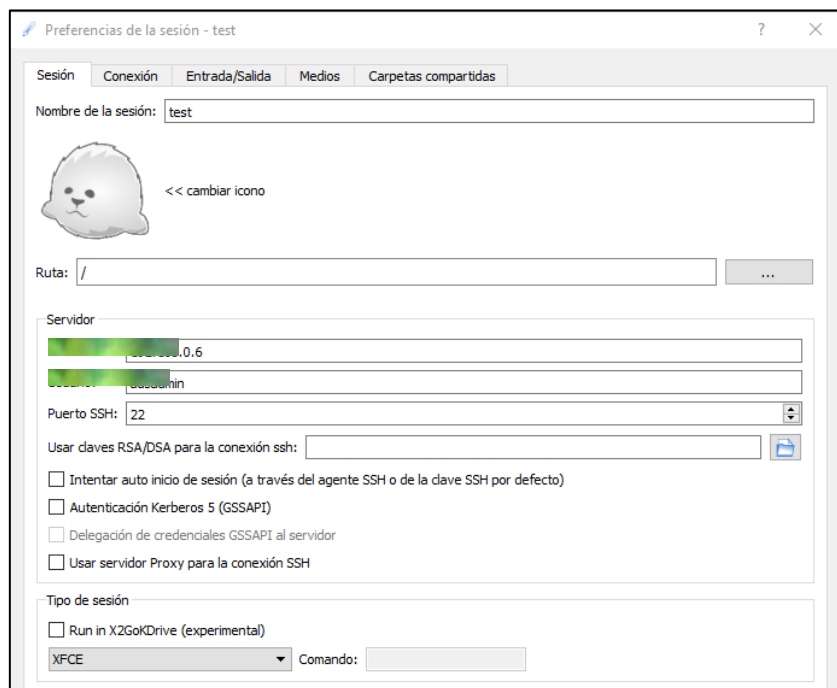 Preferencias de la sesión - test ? ×
Sesión Conexión Entrada/Salida Medios Carpetas compartidas
Nombre de la sesión: test
<< cambiar icono
Ruta: / ...
Servidor
.0.6
min
Puerto SSH: 22
Usar claves RSA/DSA para la conexión ssh:
Intentar auto inicio de sesión (a través del agente SSH o de la clave SSH por defecto)
Autenticación Kerberos 5 (GSSAPI)
Delegación de credenciales GSSAPI al servidor
Usar servidor Proxy para la conexión SSH
Tipo de sesión
Run in X2GoKDrive (experimental)
XFCE Comando: